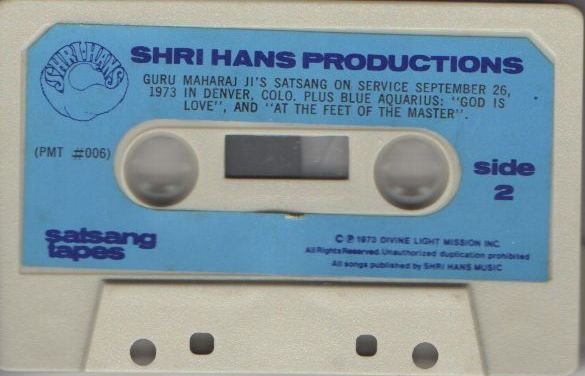 SHRI HANS
SHRI HANS PRODUCTIONS
GURU MAHARAJ JI'S SATSANG ON SERVICE SEPTEMBER 26,
1973 IN DENVER, COLO. PLUS BLUE AQUARIUS: "GOD IS
LOVE", AND "AT THE FEET OF THE MASTER".
(PMT #006)
side
2
satsang
tapes
© ℗ 1973 DIVINE LIGHT MISSION INC.
All Rights Reserved. Unauthorized duplication prohibited
All songs published by SHRI HANS MUSIC